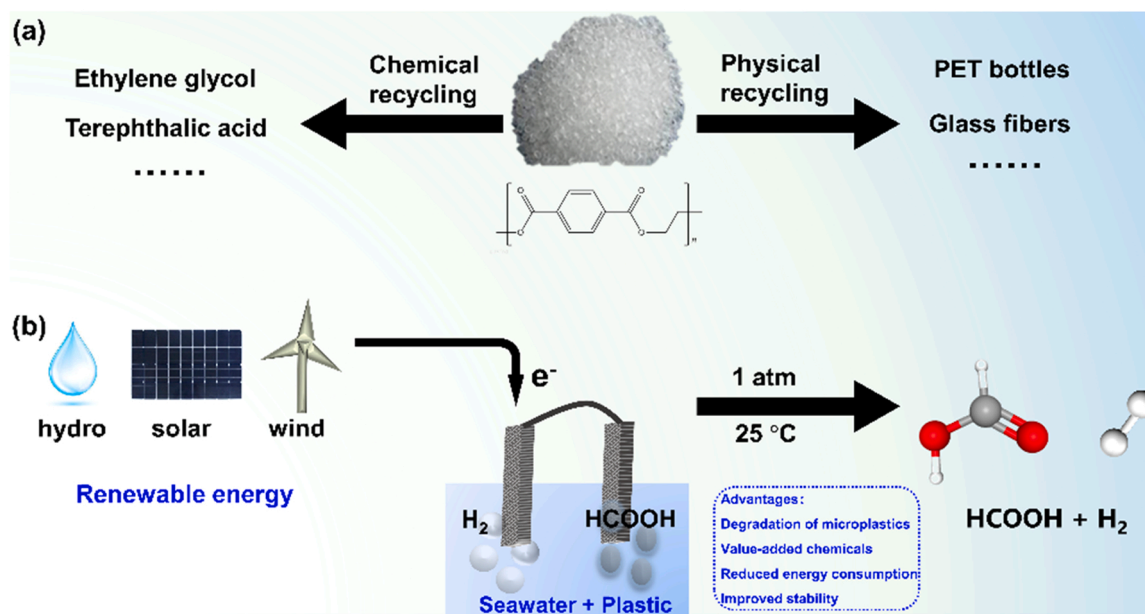 (a)
Ethylene glycol
Terephthalic acid
......
Chemical
recycling
Physical
recycling
PET bottles
Glass fibers
......
O
O
O
O
n
(b)
hydro
solar
wind
Renewable energy
e-
H₂
HCOOH
Seawater + Plastic
1 atm
25 °C
Advantages:
Degradation of microplastics
Value-added chemicals
Reduced energy consumption
Improved stability
HCOOH + H₂